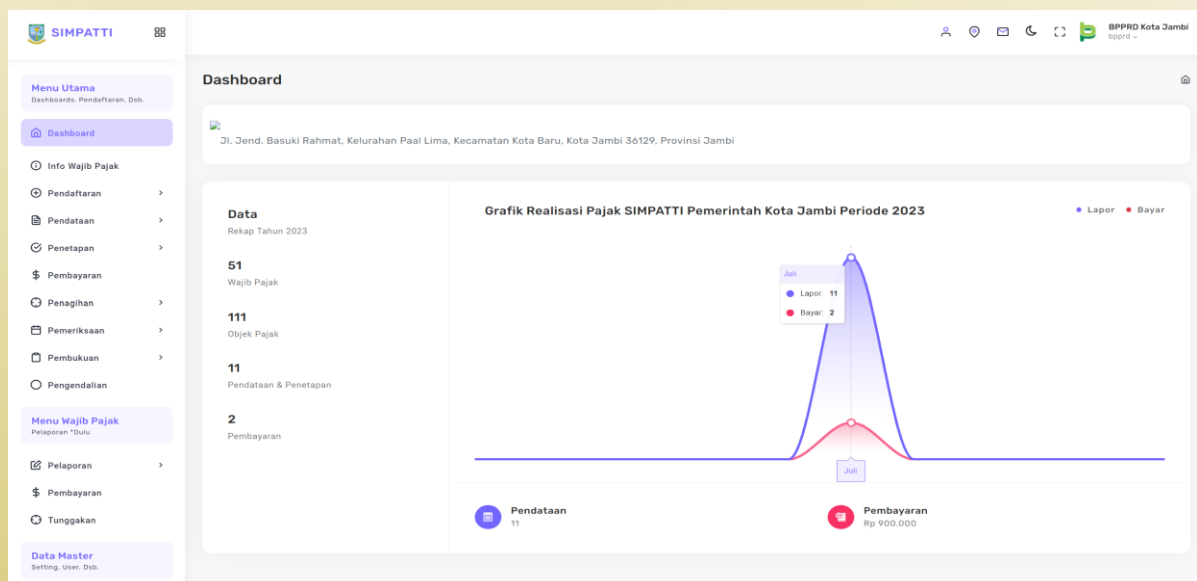 SIMPATTI
BPPRD Kota Jambi
bpprd
Menu Utama
Dashboards, Pendaftaran, Dsb.
Dashboard
Info Wajib Pajak
Pendaftaran
Pendataan
Penetapan
Pembayaran
Penagihan
Pemeriksaan
Pembukuan
Pengendalian
Menu Wajib Pajak
Pelaporan "Dulu
Pelaporan
Pembayaran
Tunggakan
Data Master
Setting, User, Dsb.
Dashboard
Jl. Jend. Basuki Rahmat, Kelurahan Paal Lima, Kecamatan Kota Baru, Kota Jambi 36129, Provinsi Jambi
Data
Rekap Tahun 2023
51
Wajib Pajak
111
Objek Pajak
11
Pendataan & Penetapan
2
Pembayaran
Grafik Realisasi Pajak SIMPATTI Pemerintah Kota Jambi Periode 2023
Lapor Bayar
Juli
Lapor: 11
Bayar: 2
Juli
Pendataan
11
Pembayaran
Rp 900.000